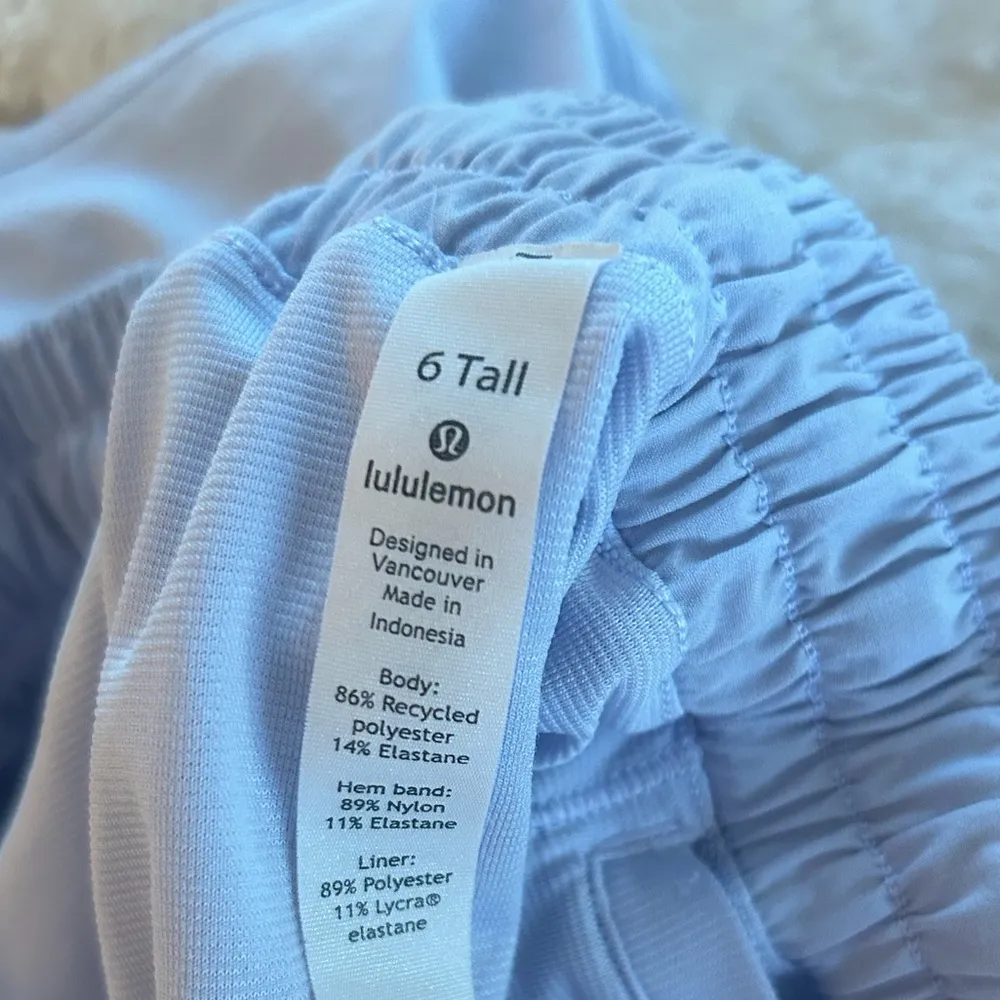 6 Tall
lululemon
Designed in
Vancouver
Made in
Indonesia
Body:
86% Recycled
polyester
14% Elastane
Hem band:
89% Nylon
11% Elastane
Liner:
89% Polyester
11% Lycra®
elastane